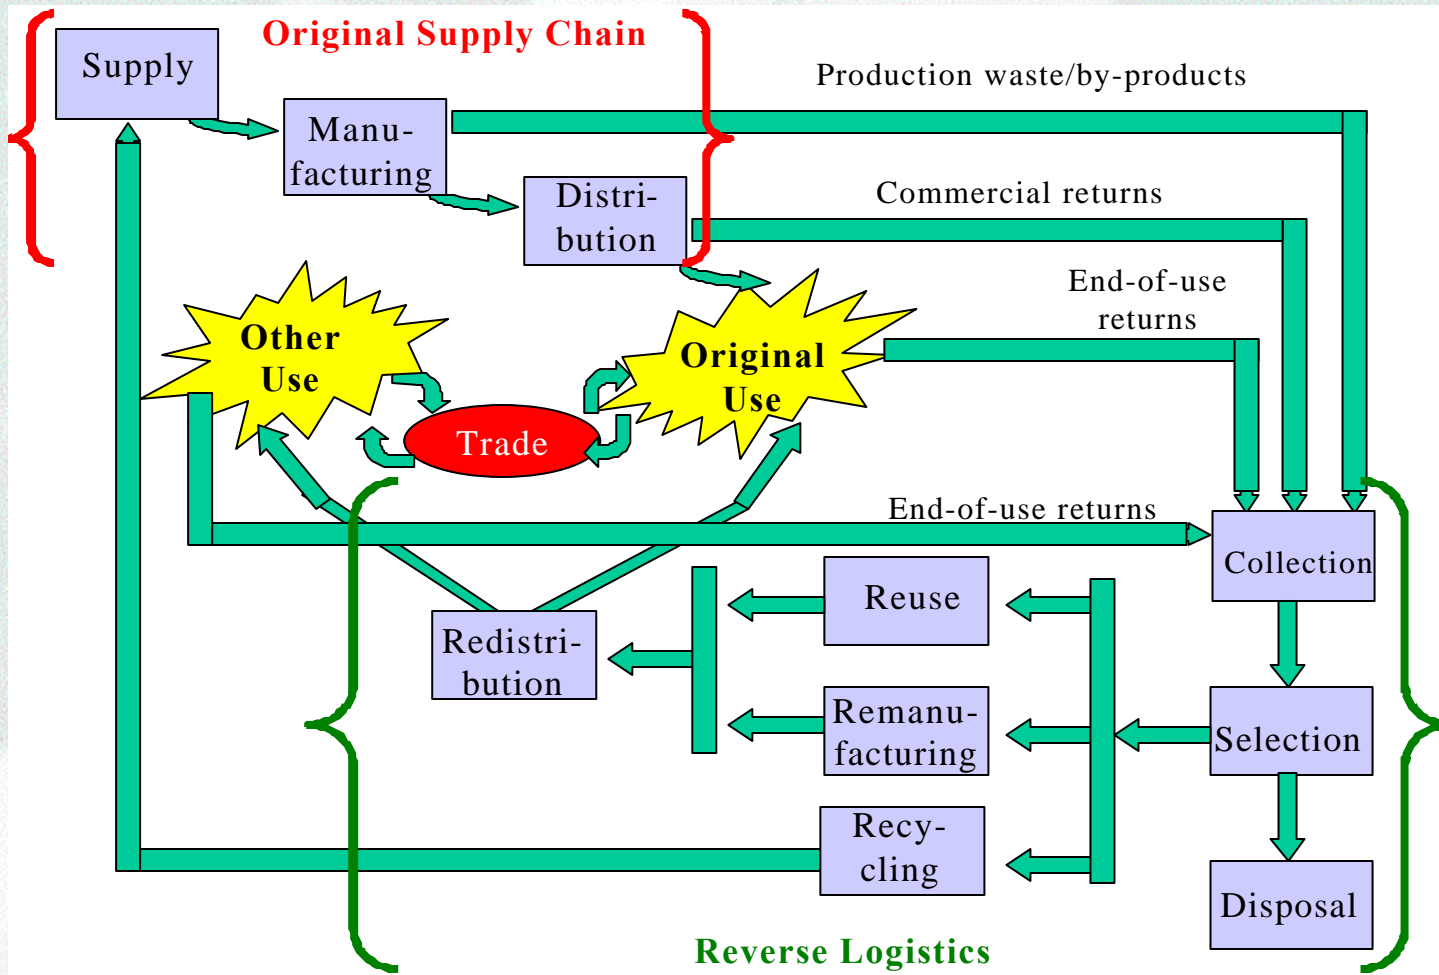 Original Supply Chain
Supply
Production waste/by-products
Manu-
facturing
Distri-
bution
Commercial returns
End-of-use
returns
Other
Use
Original
Use
Trade
End-of-use returns
Collection
Reuse
Redistri-
bution
Remanu-
facturing
Selection
Recy-
cling
Disposal
Reverse Logistics